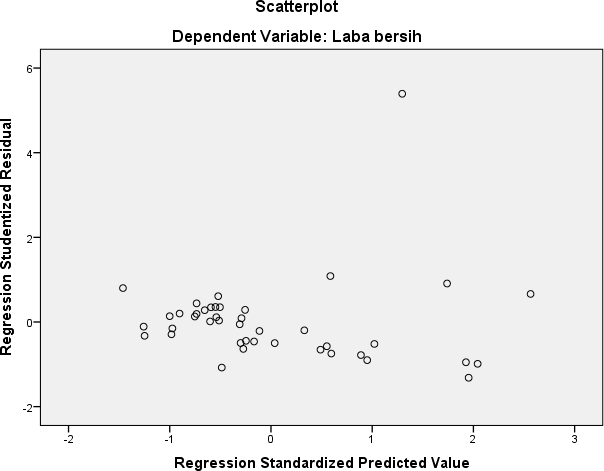 Scatterplot
Dependent Variable: Laba bersih
Regression Studentized Residual
6
4
2
0
-2
-2
-1
0
1
2
3
Regression Standardized Predicted Value